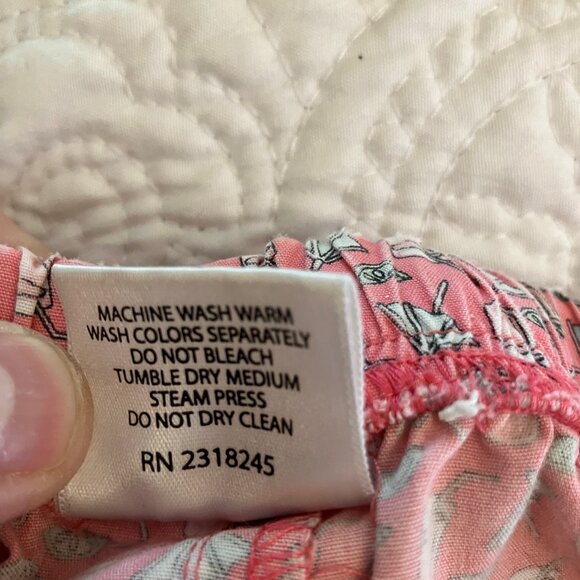 MACHINE WASH WARM
WASH COLORS SEPARATELY
DO NOT BLEACH
TUMBLE DRY MEDIUM
STEAM PRESS
DO NOT DRY CLEAN
RN 2318245